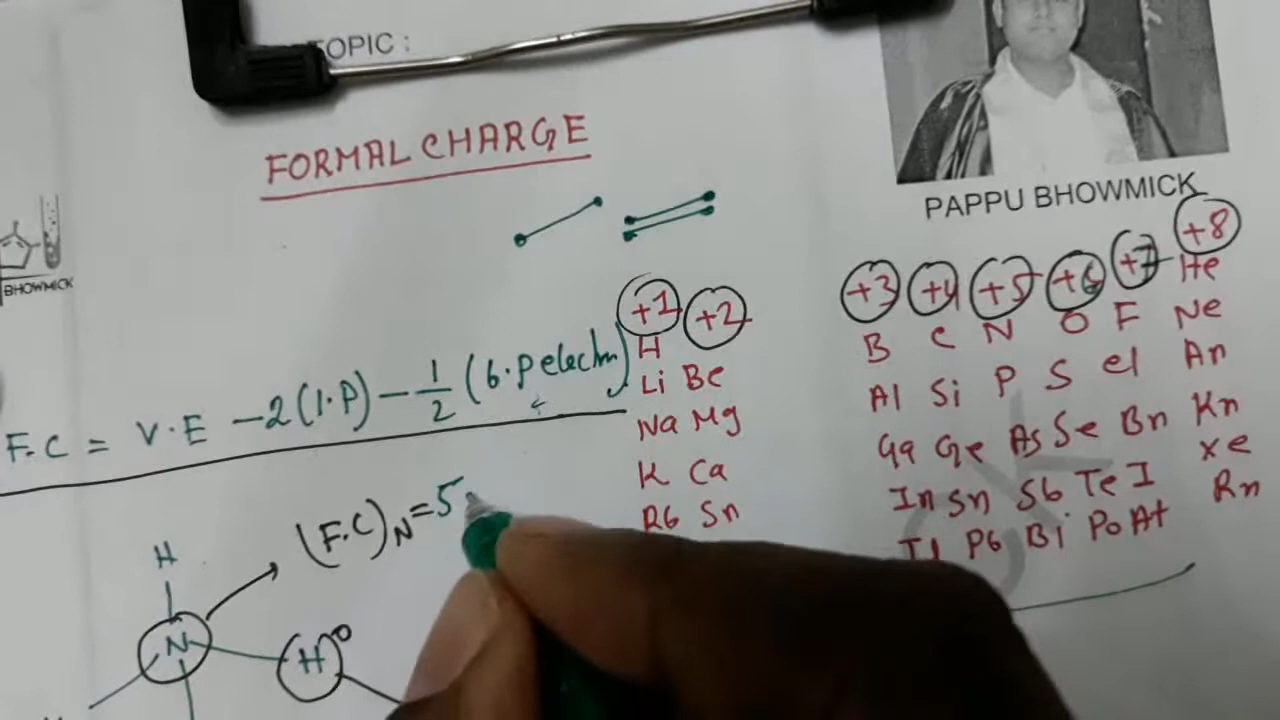 TOPIC :
FORMAL CHARGE
BHOWMICK
PAPPU BHOWMICK
+1 +2 +3 +4 +5 +6 +7 +8
H He
Li Be B C N O F Ne
Na Mg Al Si P S Cl Ar
K Ca Ga Ge As Se Br Kr
Rb Sr In Sn Sb Te I Xe
Tl Pb Bi Po At Rn
F.C = V.E - 2(l.P) - 1/2 (b.p electrn)
(F.C)N = 5
H
N H 0